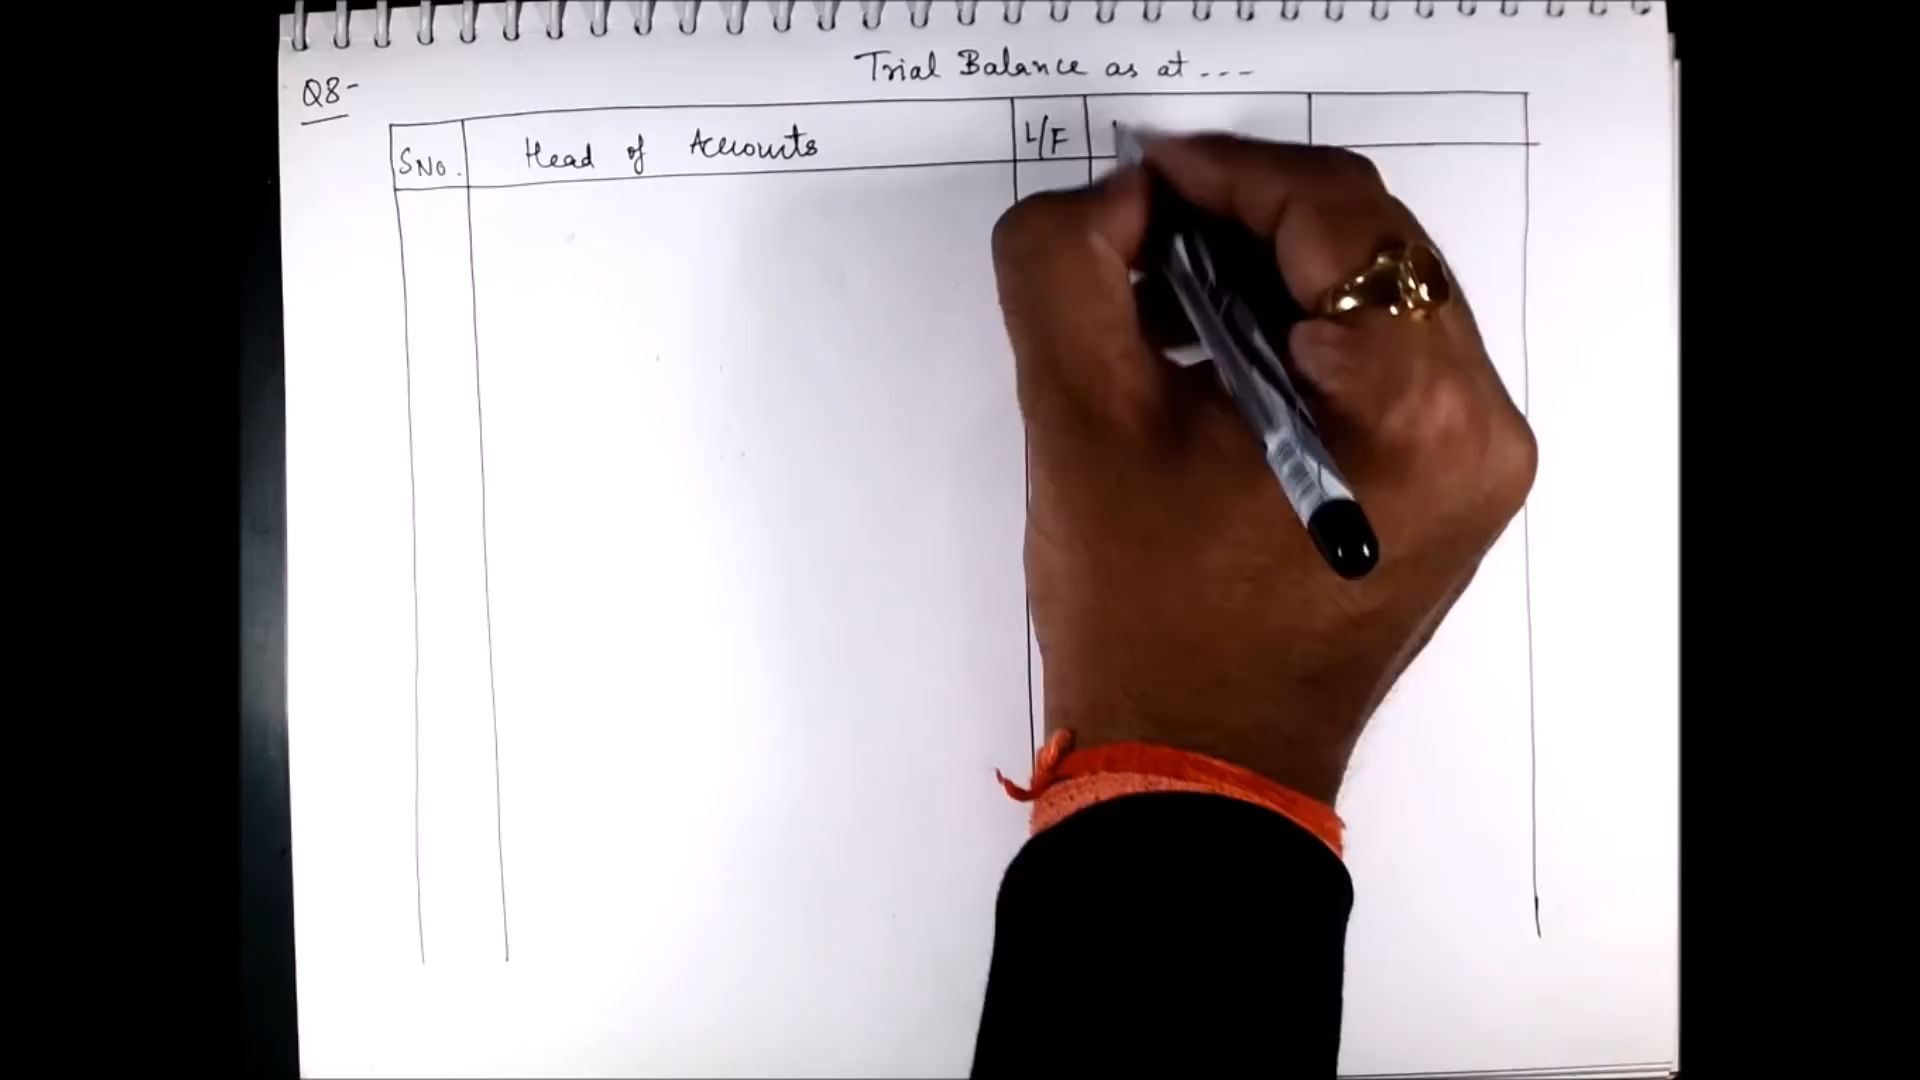 Trial Balance as at ---
Q8-
SNo. Head of Accounts L/F